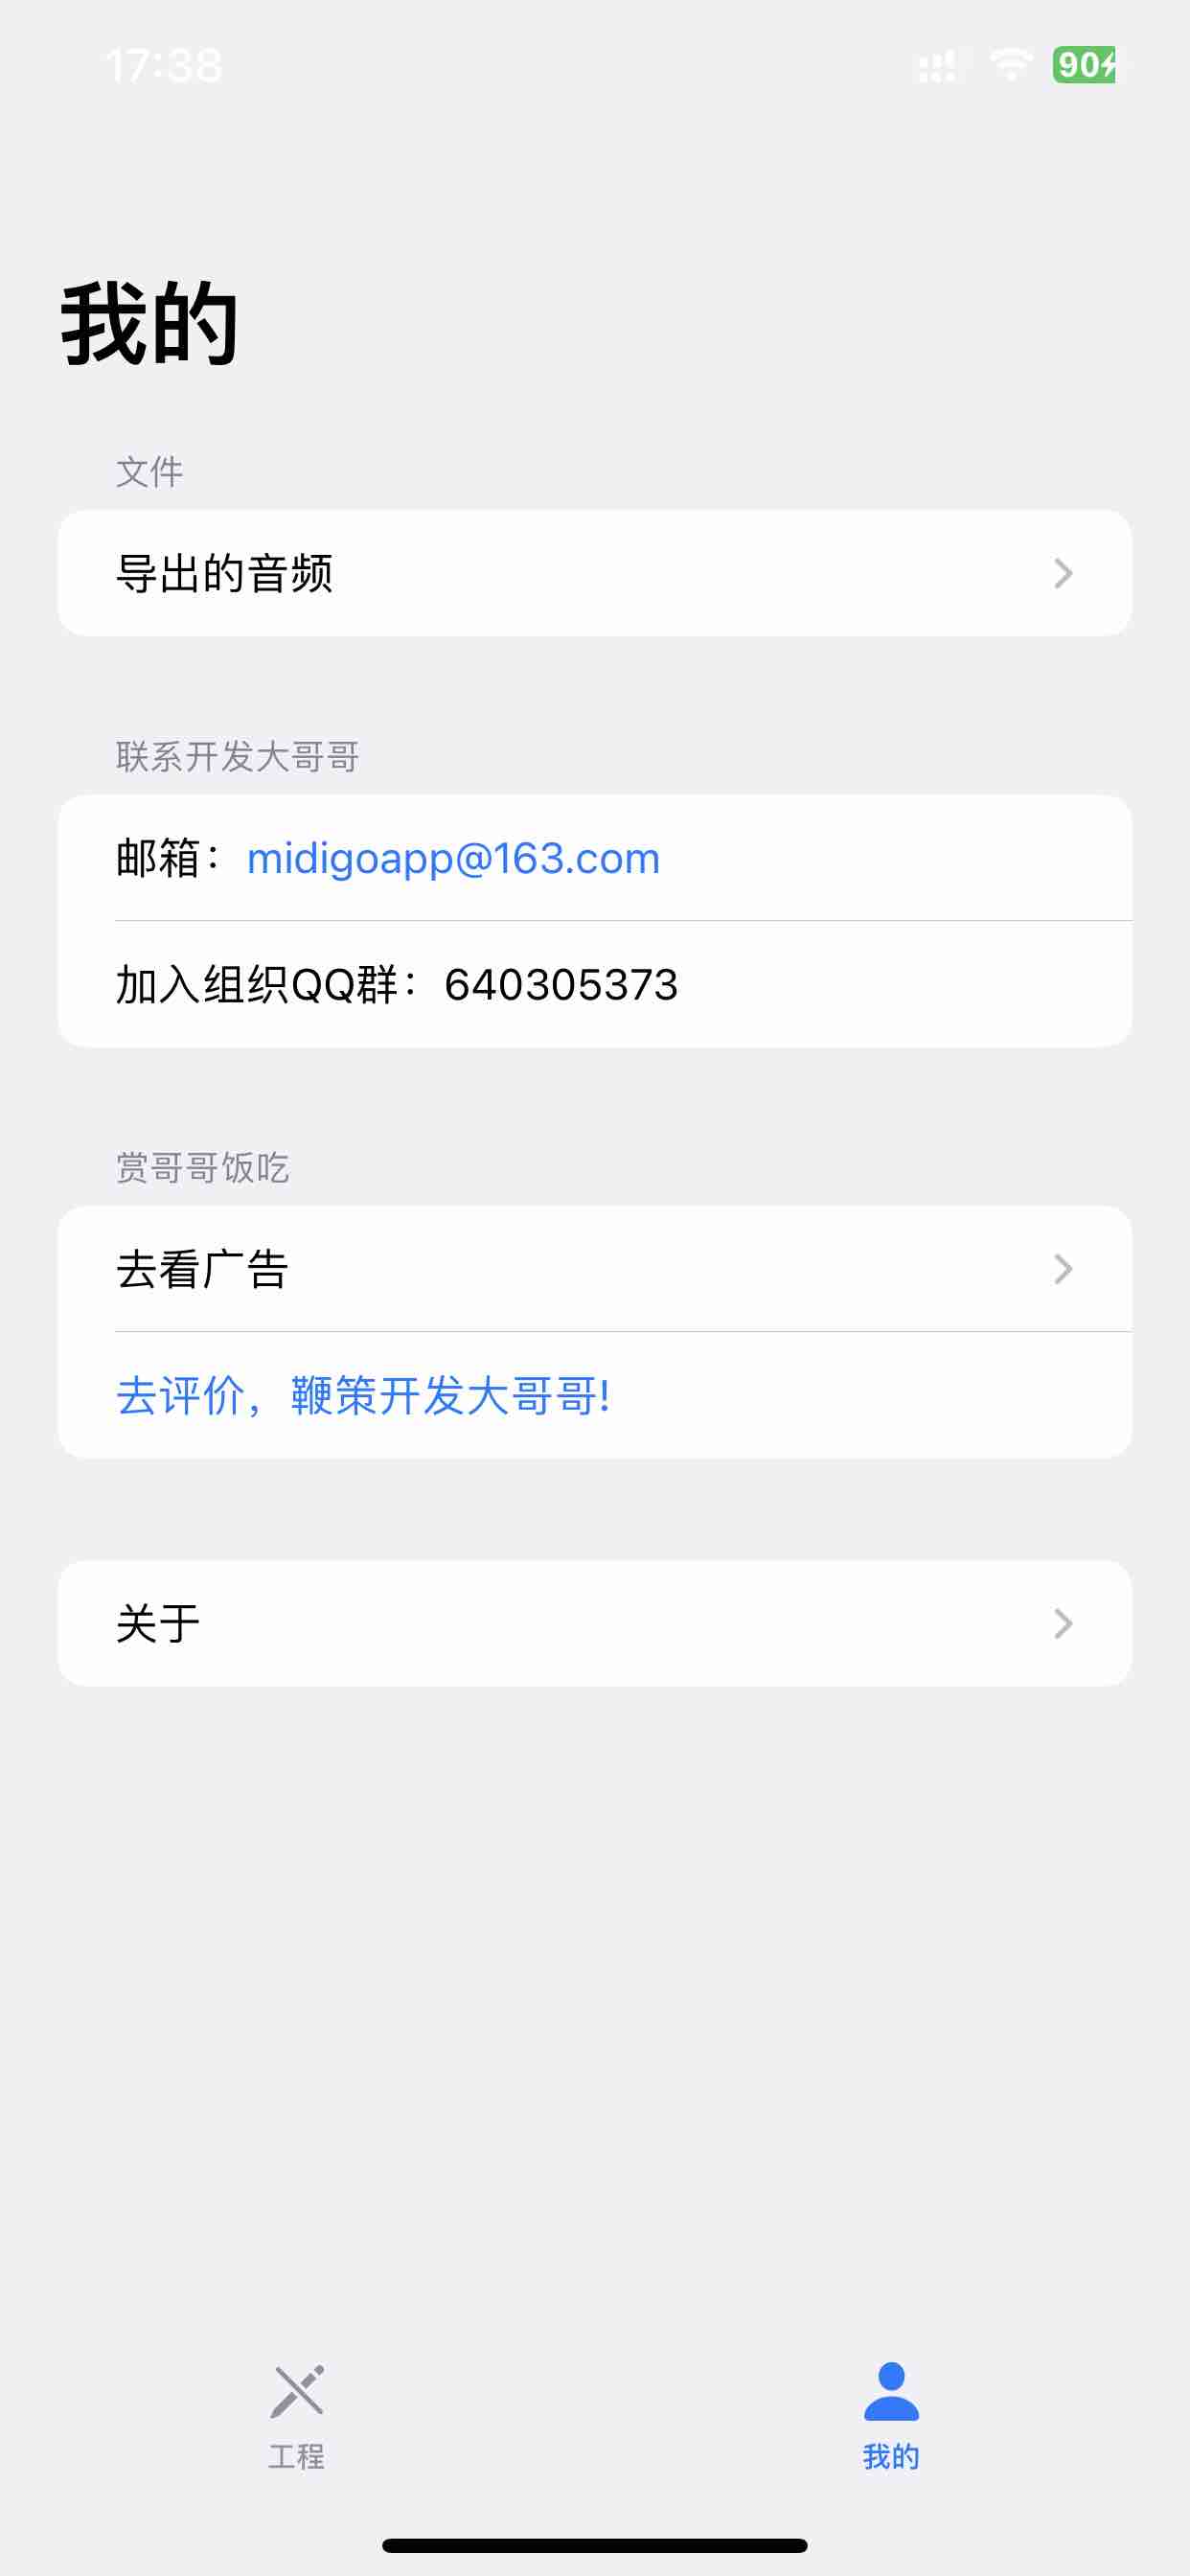 17:38
90
我的
文件
导出的音频
联系开发大哥哥
邮箱：midigoapp@163.com
加入组织QQ群：640305373
赏哥哥饭吃
去看广告
去评价，鞭策开发大哥哥!
关于
工程
我的